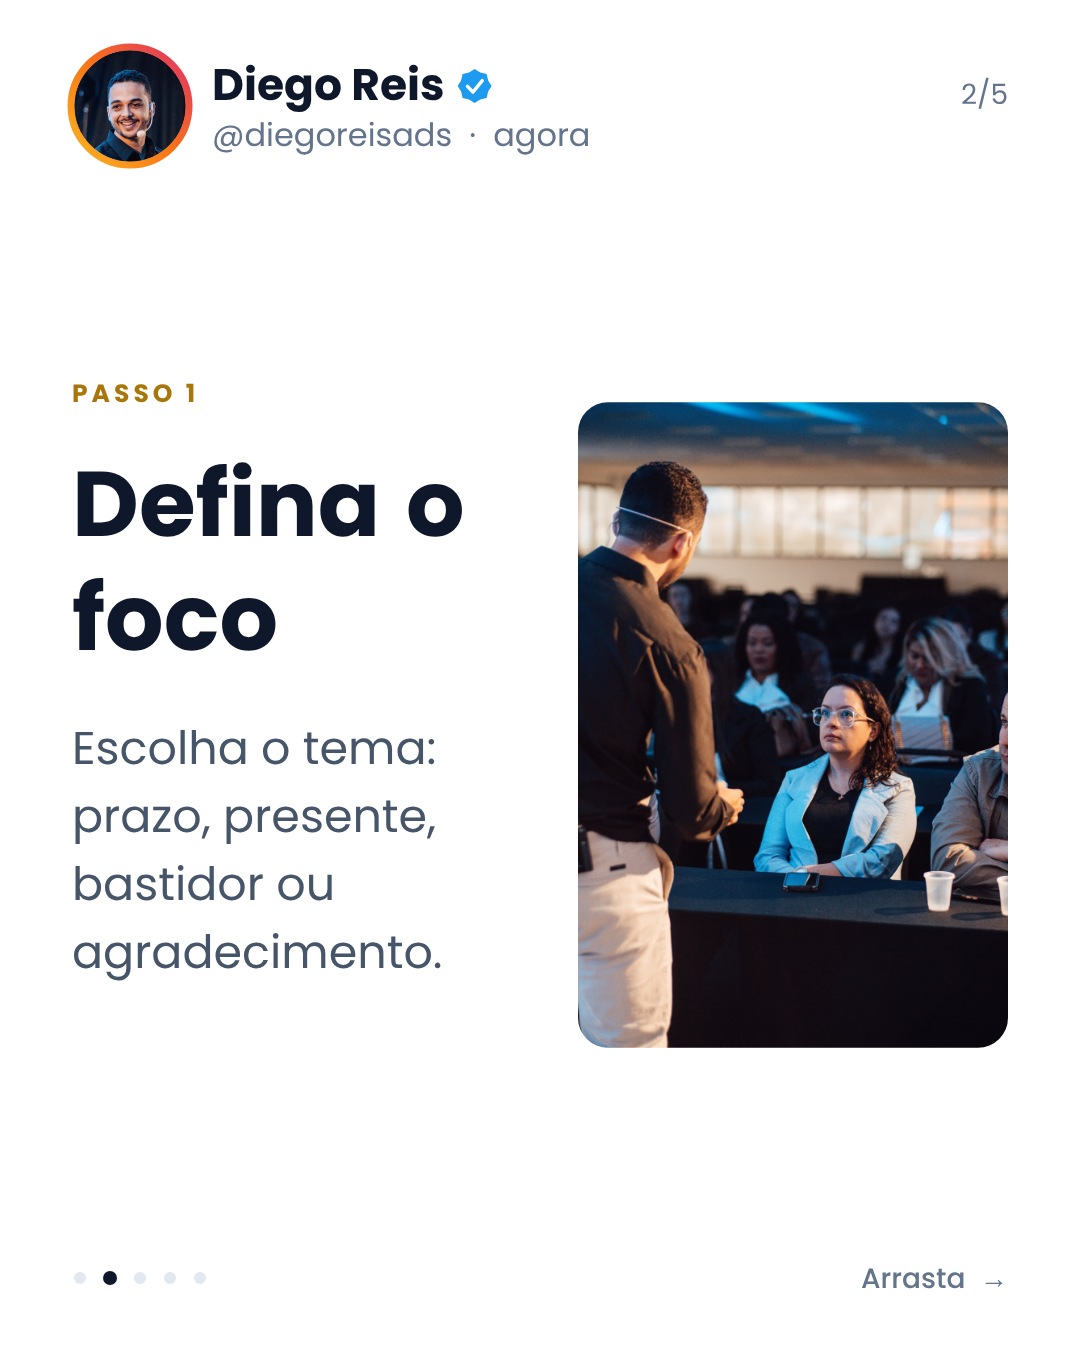 Diego Reis
@diegoreisads · agora
2/5
PASSO 1
Defina o
foco
Escolha o tema:
prazo, presente,
bastidor ou
agradecimento.
Arrasta →